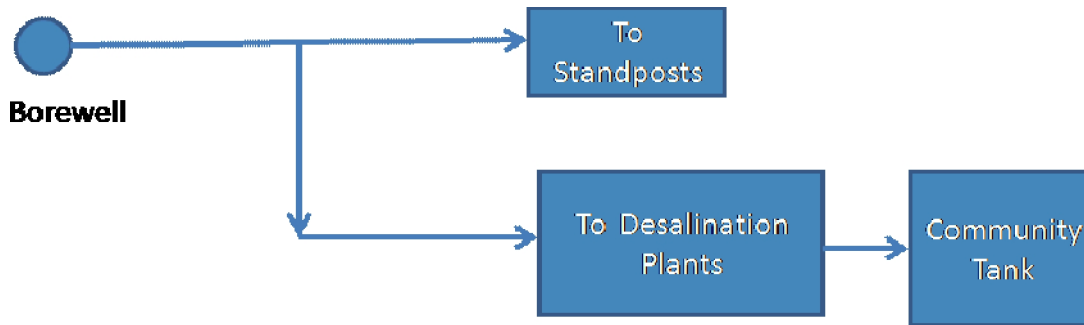 To
Standposts
Borewell
To Desalination
Plants
Community
Tank